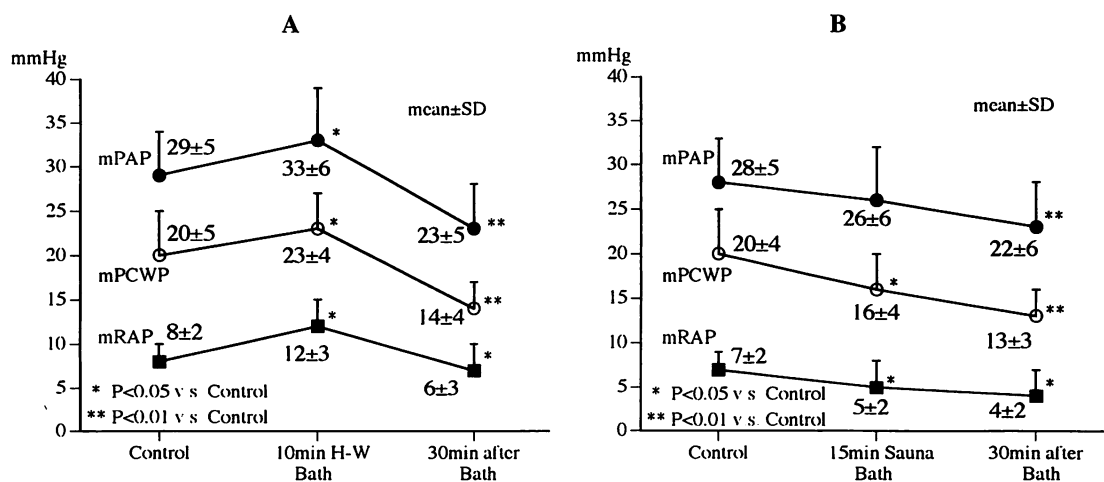 A
mmHg
40
35
30
25
20
15
10
5
0
mean±SD
mPAP
29±5
33±6
*
23±5
**
mPCWP
20±5
23±4
*
14±4
**
mRAP
8±2
12±3
*
6±3
*
* P<0.05 v s Control
** P<0.01 v s Control
Control
10min H-W
Bath
30min after
Bath
B
mmHg
40
35
30
25
20
15
10
5
0
mean±SD
mPAP
28±5
26±6
22±6
**
mPCWP
20±4
16±4
*
13±3
**
mRAP
7±2
5±2
*
4±2
*
* P<0.05 v s Control
** P<0.01 v s. Control
Control
15min Sauna
Bath
30min after
Bath